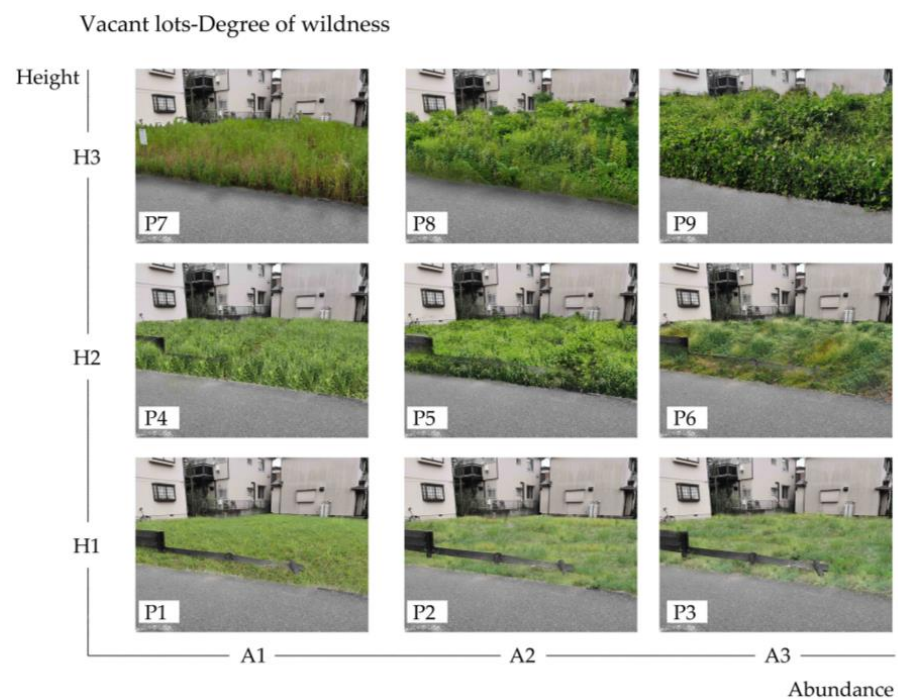 Vacant lots-Degree of wildness
Height
H3
P7
P8
P9
H2
P4
P5
P6
H1
P1
P2
P3
A1
A2
A3
Abundance